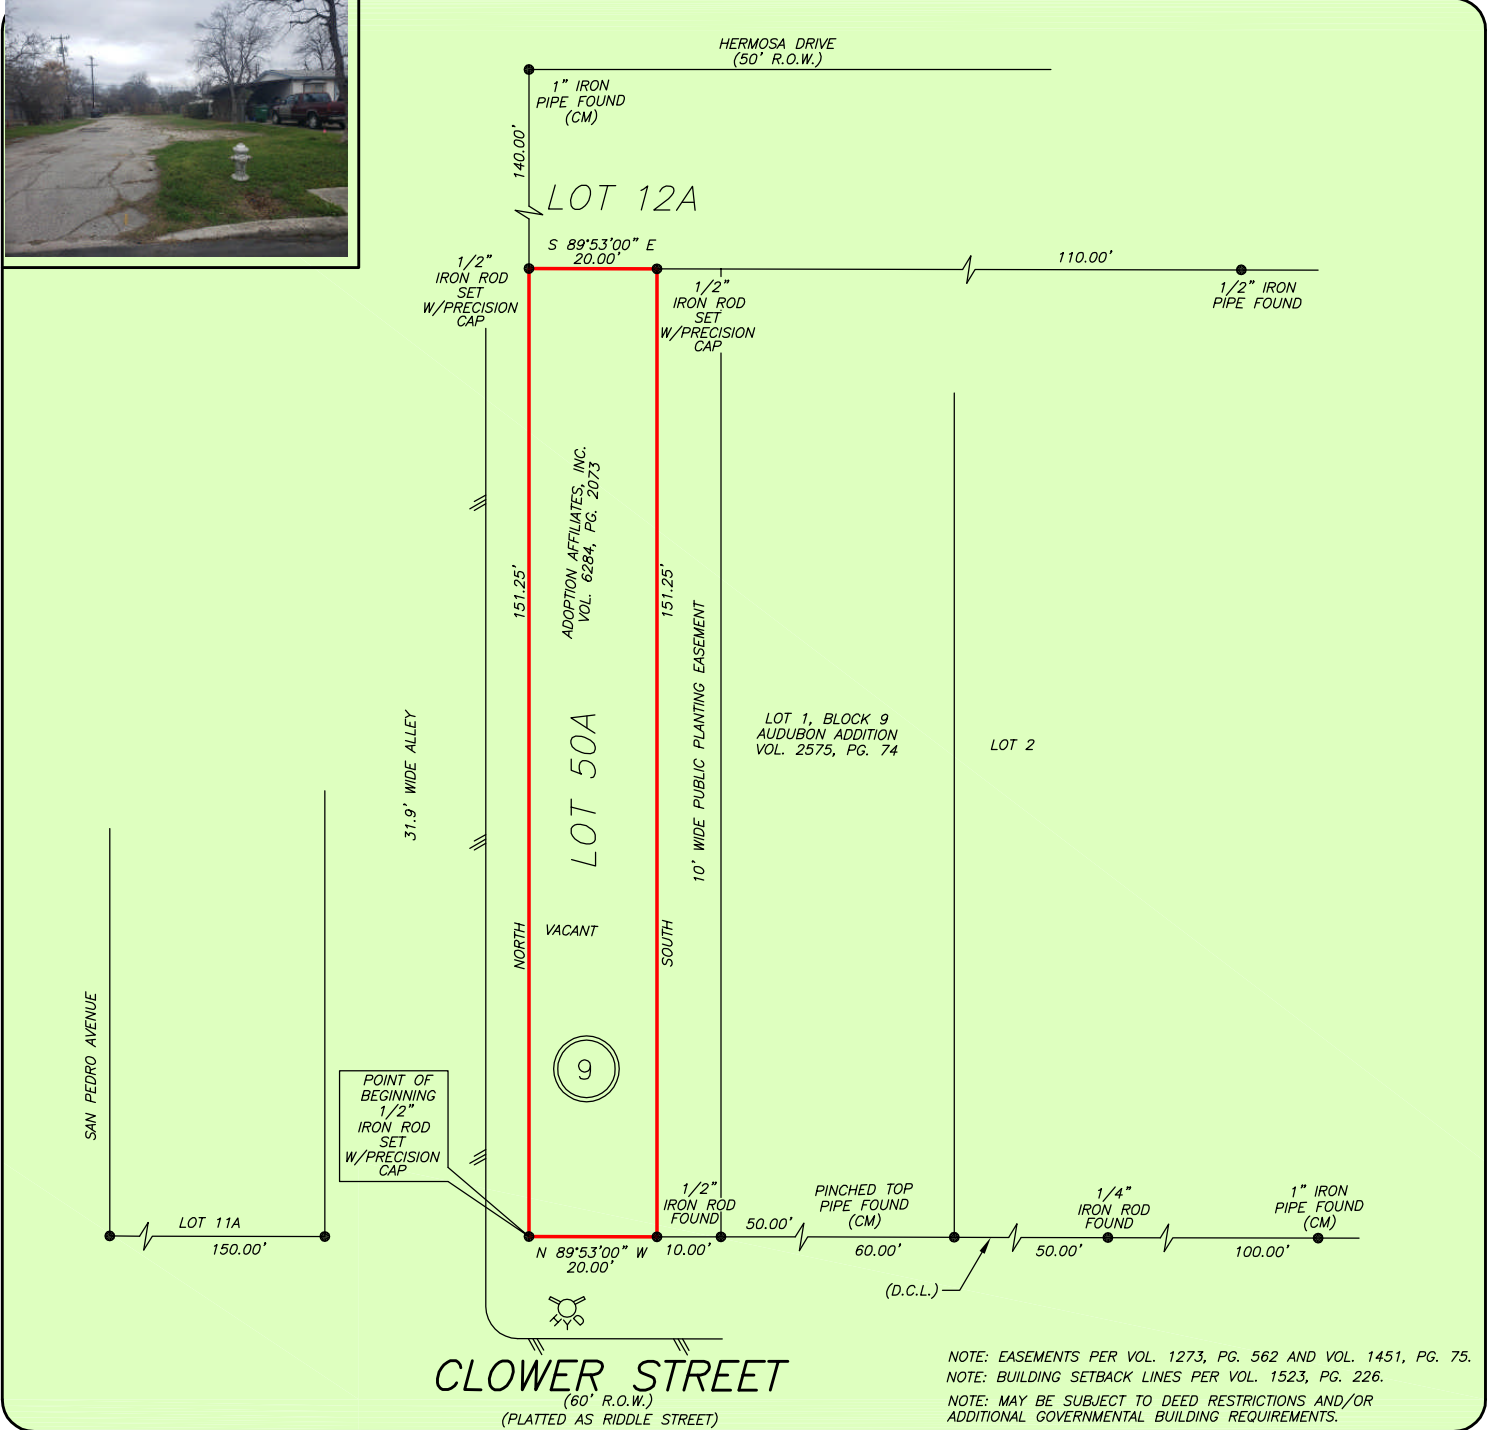 HERMOSA DRIVE
(50' R.O.W.)
1" IRON
PIPE FOUND
(CM)
140.00'
LOT 12A
S 89°53'00" E
20.00'
110.00'
1/2"
IRON ROD
SET
W/PRECISION
CAP
1/2"
IRON ROD
SET
W/PRECISION
CAP
1/2" IRON
PIPE FOUND
ADOPTION AFFILIATES, INC.
VOL. 6284, PG. 2073
151.25'
151.25'
10' WIDE PUBLIC PLANTING EASEMENT
31.9' WIDE ALLEY
LOT 50A
LOT 1, BLOCK 9
AUDUBON ADDITION
VOL. 2575, PG. 74
LOT 2
NORTH
VACANT
SOUTH
SAN PEDRO AVENUE
9
POINT OF
BEGINNING
1/2"
IRON ROD
SET
W/PRECISION
CAP
LOT 11A
150.00'
N 89°53'00" W
20.00'
1/2"
IRON ROD
FOUND
10.00'
50.00'
PINCHED TOP
PIPE FOUND
(CM)
60.00'
1/4"
IRON ROD
FOUND
50.00'
1" IRON
PIPE FOUND
(CM)
100.00'
(D.C.L.)
HYD
CLOWER STREET
(60' R.O.W.)
(PLATTED AS RIDDLE STREET)
NOTE: EASEMENTS PER VOL. 1273, PG. 562 AND VOL. 1451, PG. 75.
NOTE: BUILDING SETBACK LINES PER VOL. 1523, PG. 226.
NOTE: MAY BE SUBJECT TO DEED RESTRICTIONS AND/OR
ADDITIONAL GOVERNMENTAL BUILDING REQUIREMENTS.